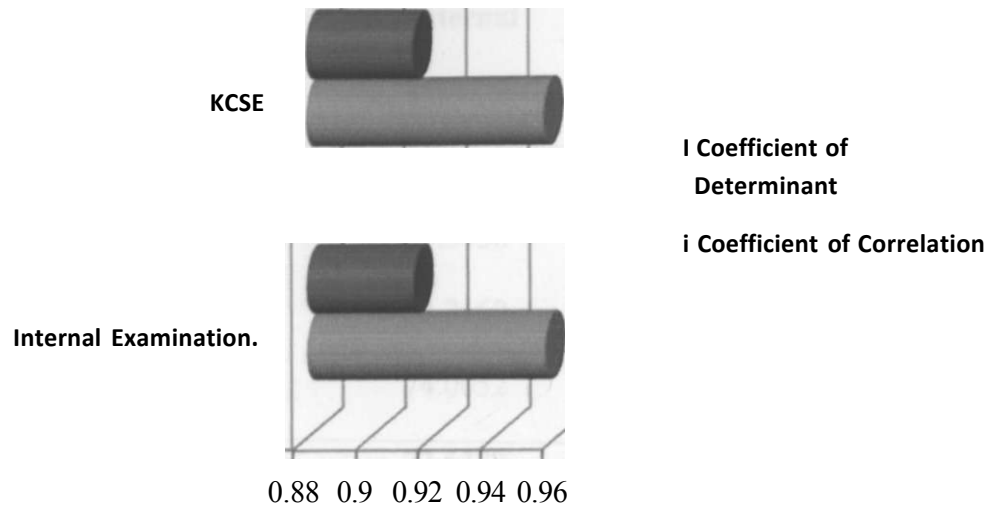 KCSE
I Coefficient of
Determinant
i Coefficient of Correlation
Internal Examination.
0.88 0.9 0.92 0.94 0.96